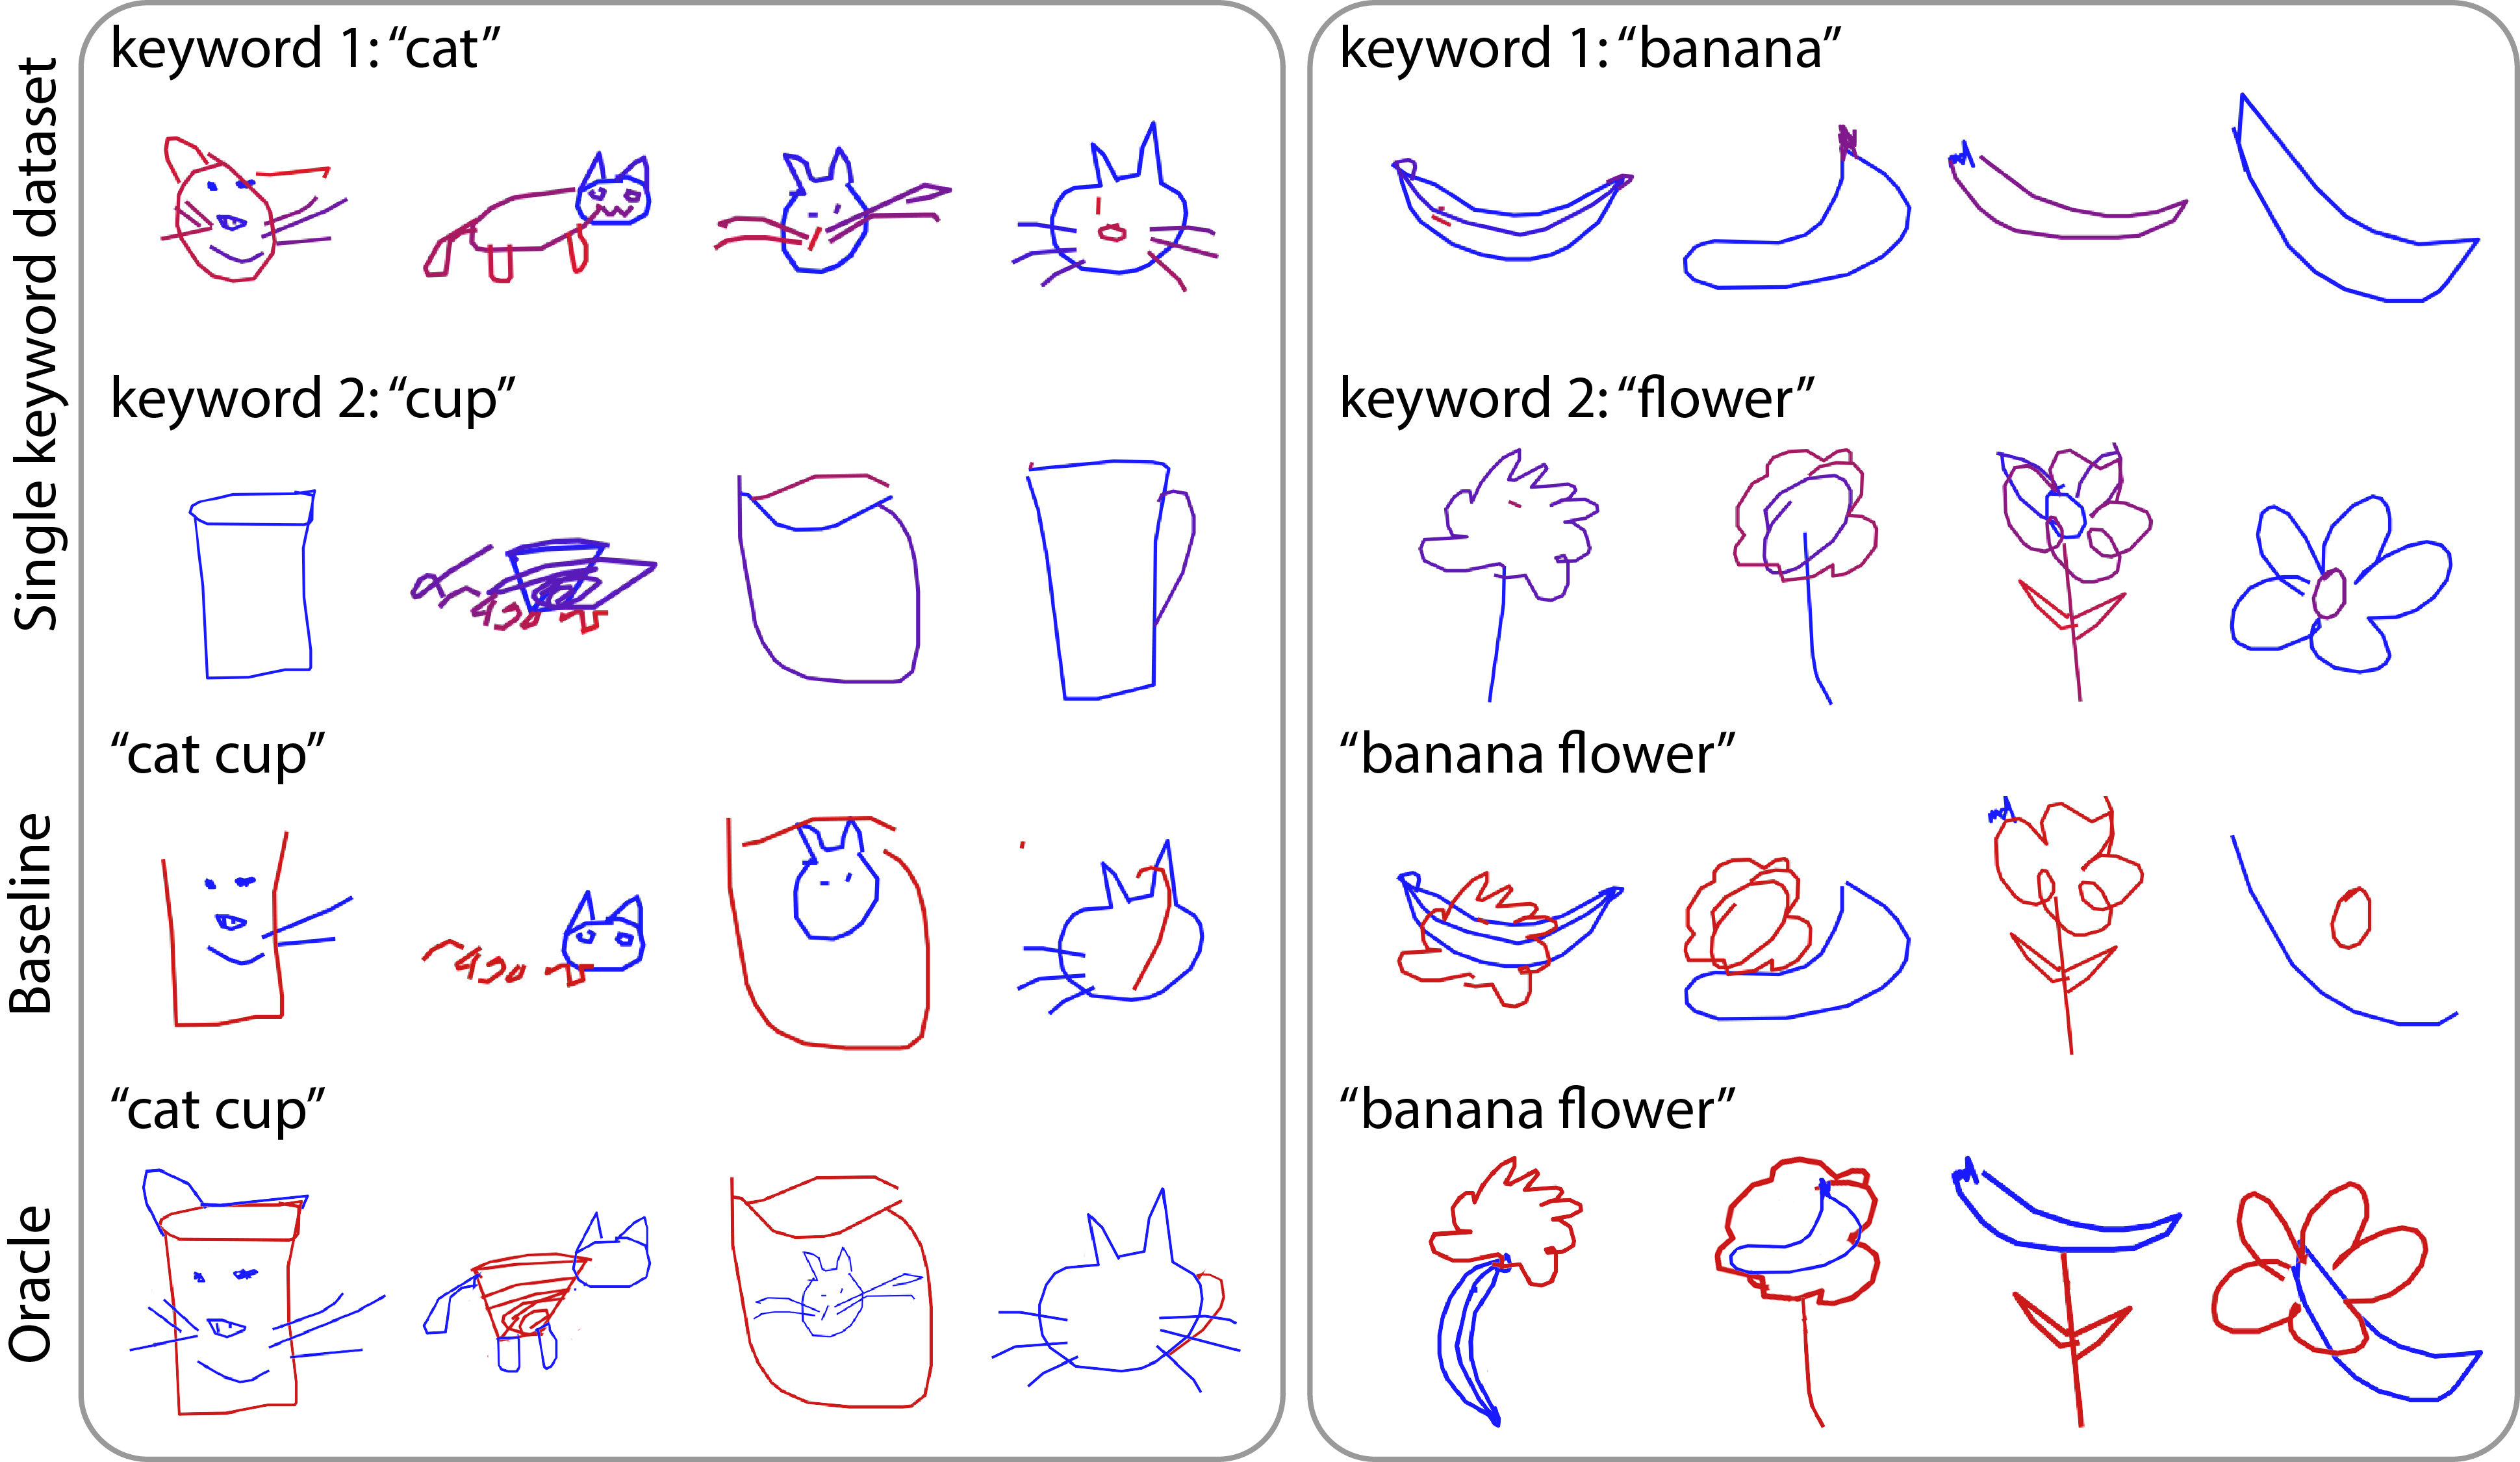 Single keyword dataset
keyword 1: “cat”
keyword 2: “cup”
keyword 1: “banana”
keyword 2: “flower”
Baseline
“cat cup”
“banana flower”
Oracle
“cat cup”
“banana flower”